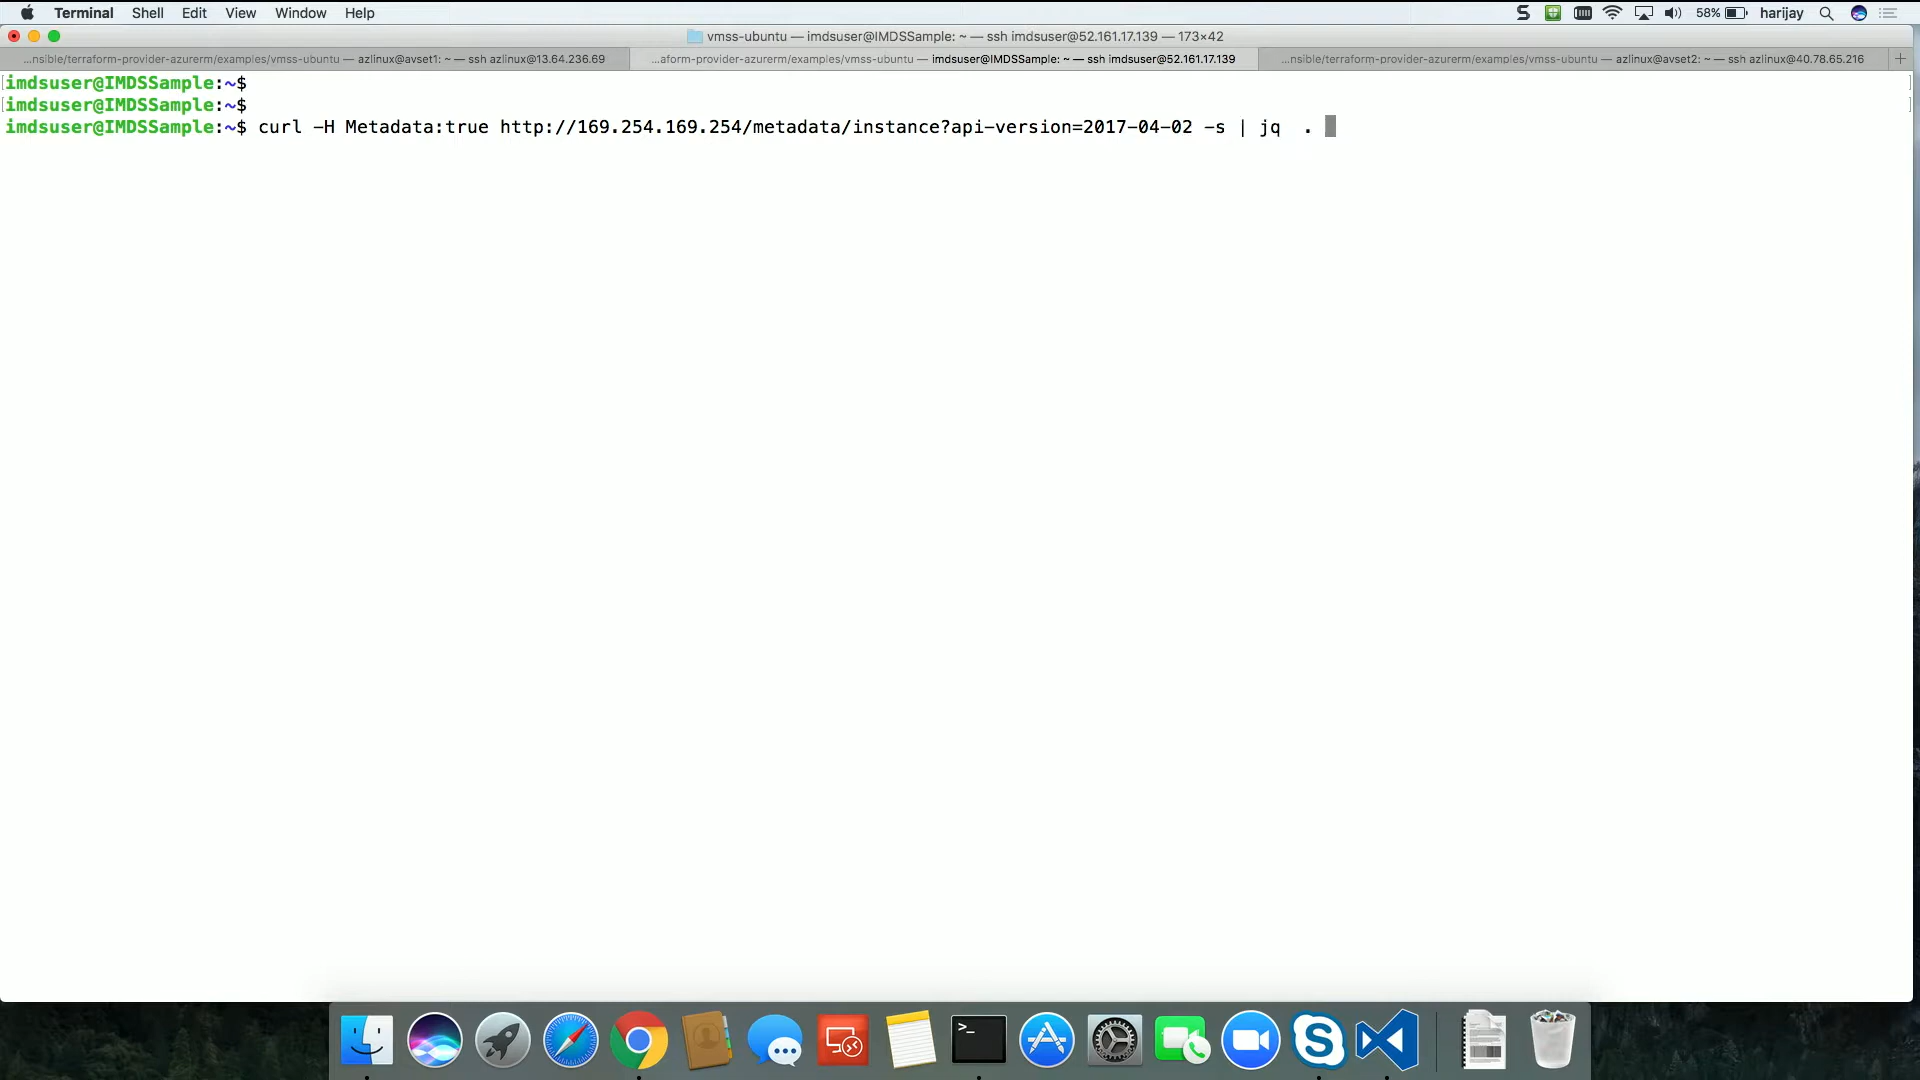 Terminal Shell Edit View Window Help 58% harijay
vmss-ubuntu — imdsuser@IMDSSample: ~ — ssh imdsuser@52.161.17.139 — 173×42
...nsible/terraform-provider-azurerm/examples/vmss-ubuntu — azlinux@avset1: ~ — ssh azlinux@13.64.236.69 ...aform-provider-azurerm/examples/vmss-ubuntu — imdsuser@IMDSSample: ~ — ssh imdsuser@52.161.17.139 ...nsible/terraform-provider-azurerm/examples/vmss-ubuntu — azlinux@avset2: ~ — ssh azlinux@40.78.65.216 +
imdsuser@IMDSSample:~$
imdsuser@IMDSSample:~$
imdsuser@IMDSSample:~$ curl -H Metadata:true http://169.254.169.254/metadata/instance?api-version=2017-04-02 -s | jq  .